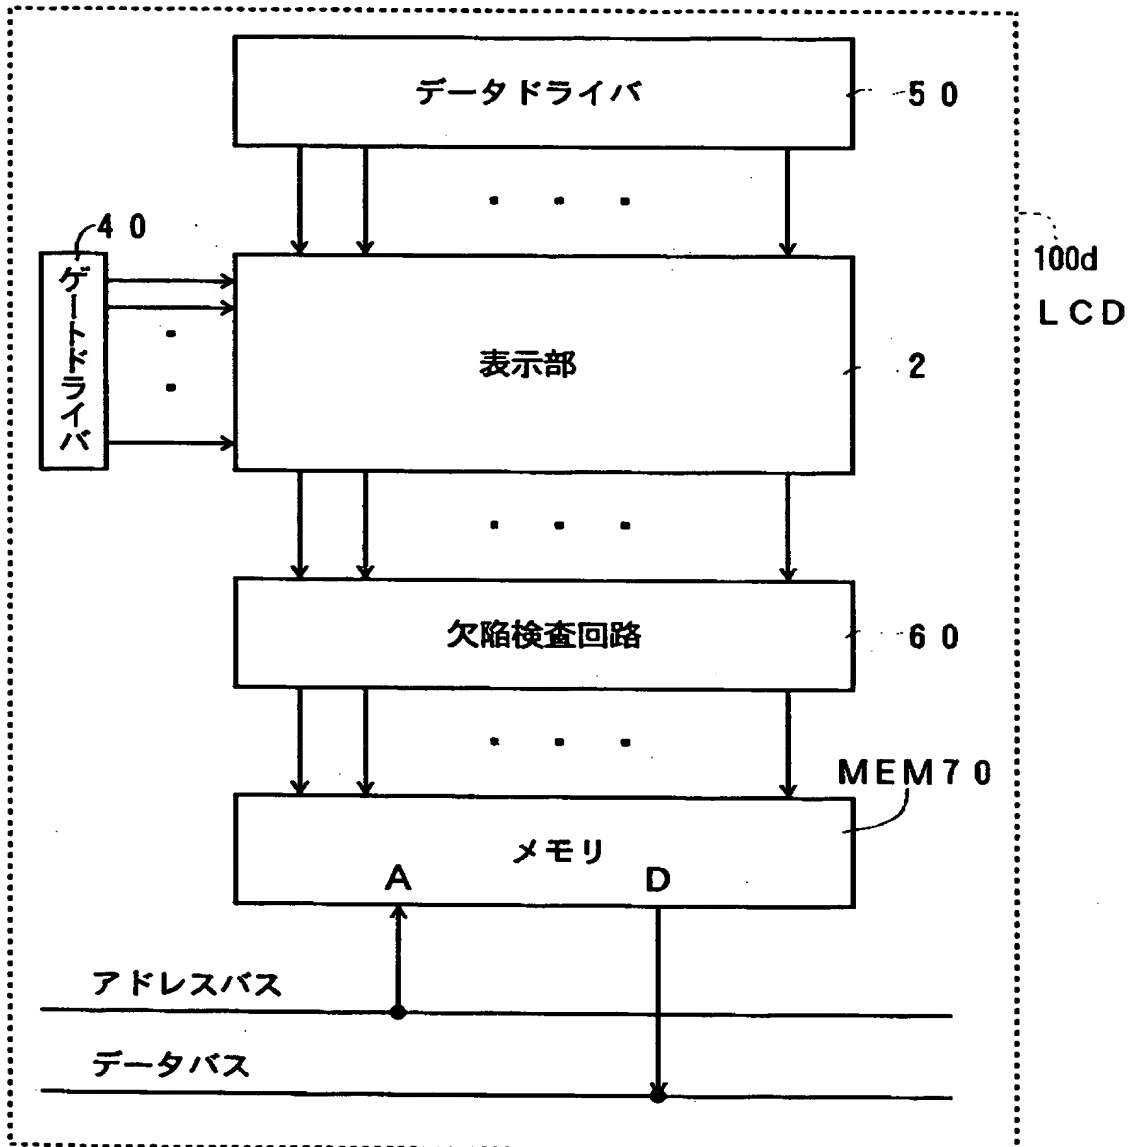 データドライバ
50
40
ゲートドライバ
100d
LCD
表示部
2
欠陥検査回路
60
MEM70
メモリ
A
D
アドレスバス
データバス